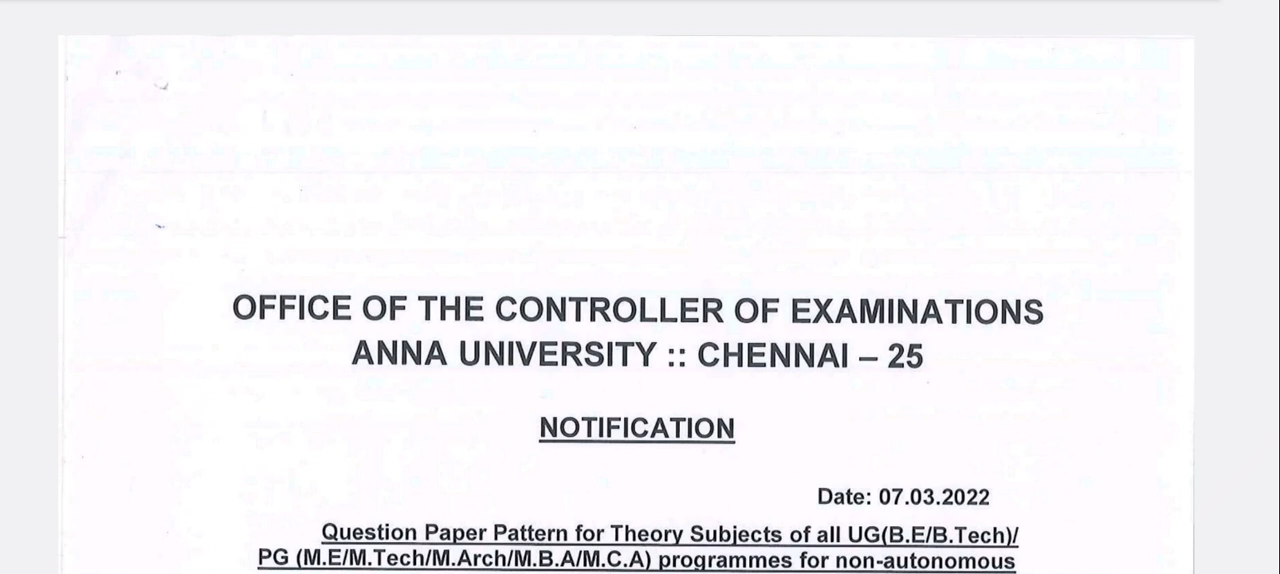 OFFICE OF THE CONTROLLER OF EXAMINATIONS
ANNA UNIVERSITY :: CHENNAI – 25
NOTIFICATION
Date: 07.03.2022
Question Paper Pattern for Theory Subjects of all UG(B.E/B.Tech)/
PG (M.E/M.Tech/M.Arch/M.B.A/M.C.A) programmes for non-autonomous